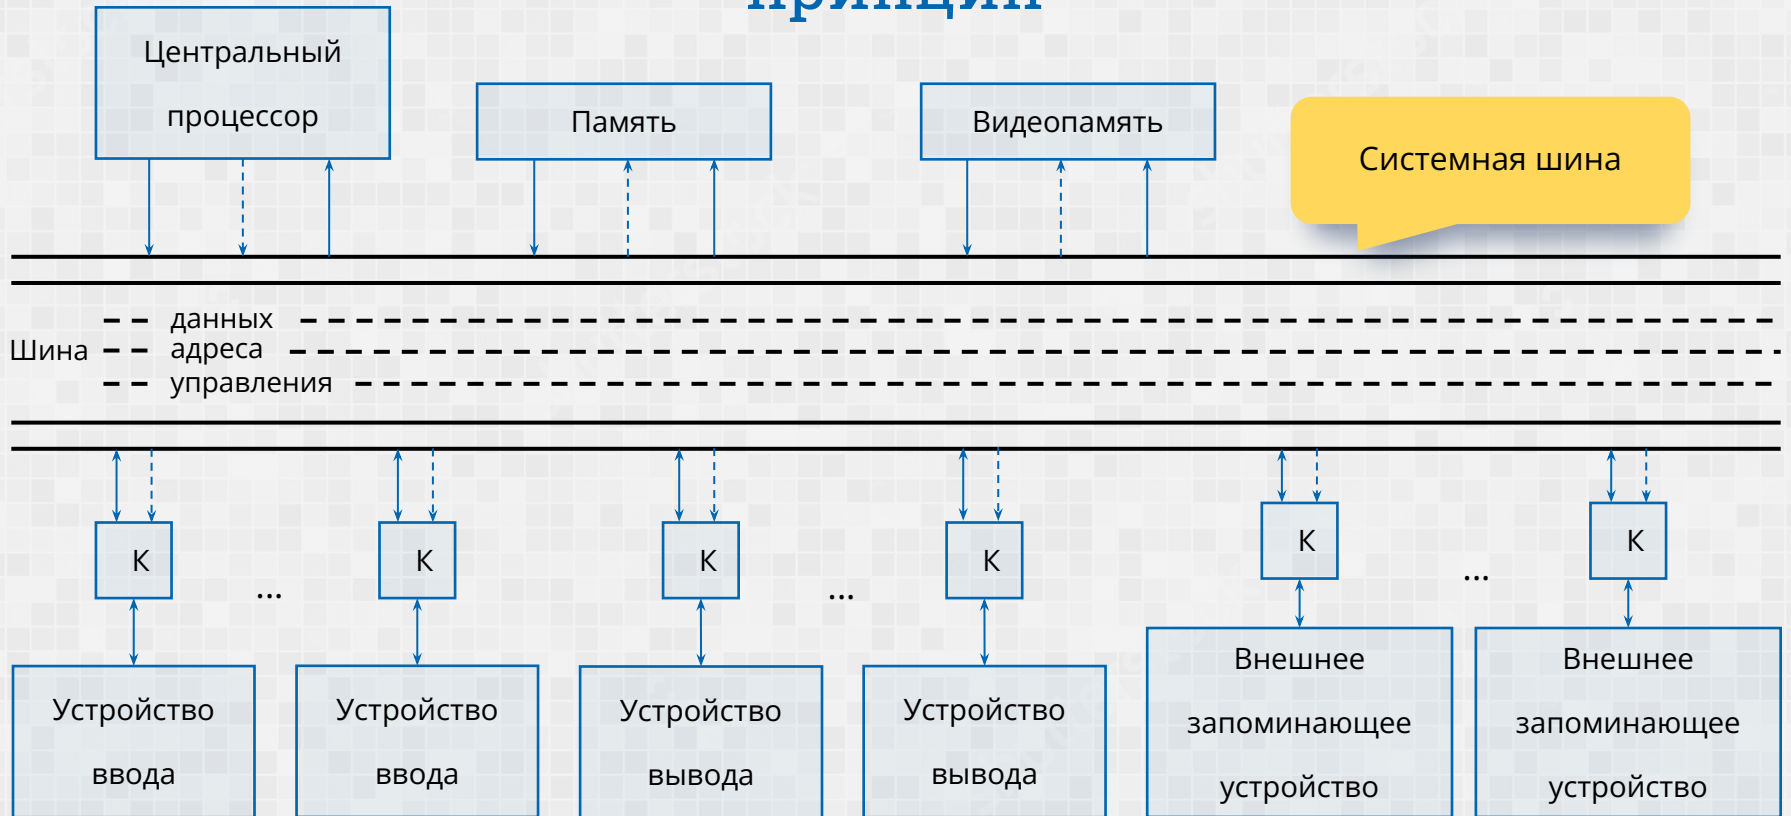 принцип
Центральный
процессор
Память
Видеопамять
Системная шина
данных
Шина
адреса
управления
К
К
К
К
К
К
...
...
...
Устройство
ввода
Устройство
ввода
Устройство
вывода
Устройство
вывода
Внешнее
запоминающее
устройство
Внешнее
запоминающее
устройство